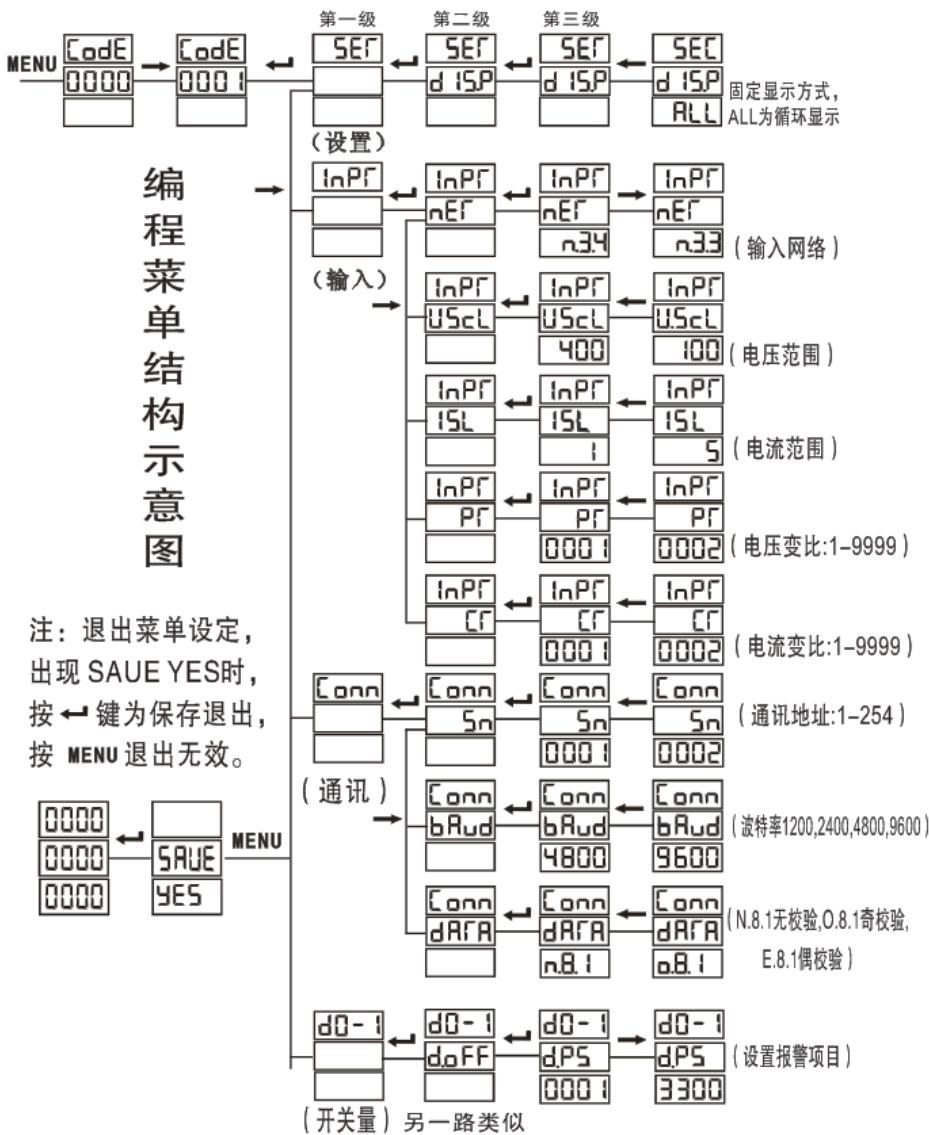 第一级 第二级 第三级
MENU CodE CodE SET SET SET SEC
0000 0001 dISP dISP dISP
ALL
固定显示方式，
ALL为循环显示
（设置）
编程菜单结构示意图
InPT InPT InPT InPT
nET nET nET
n.3.4 n.3.3 （输入网络）
（输入）
InPT InPT InPT
UScL UScL U.ScL
400 100 （电压范围）
InPT InPT InPT
ISL ISL ISL
1 5 （电流范围）
InPT InPT InPT
PT PT PT
0001 0002 （电压变比:1-9999）
InPT InPT InPT
CT CT CT
0001 0002 （电流变比:1-9999）
注：退出菜单设定，
出现 SAUE YES时，
按 ↵ 键为保存退出，
按 MENU 退出无效。
Conn Conn Conn Conn
Sn Sn Sn
0001 0002 （通讯地址:1-254）
（通讯）
Conn Conn Conn
bAud bAud bAud
4800 9600 （波特率1200,2400,4800,9600）
0000
0000 SAUE MENU
0000 YES
Conn Conn Conn
dATA dATA dATA
n.8.1 o.8.1
（N.8.1无校验,O.8.1奇校验,
E.8.1偶校验）
dO-1 dO-1 dO-1 dO-1
d.oFF d.PS d.PS
0001 3300 （设置报警项目）
（开关量）另一路类似